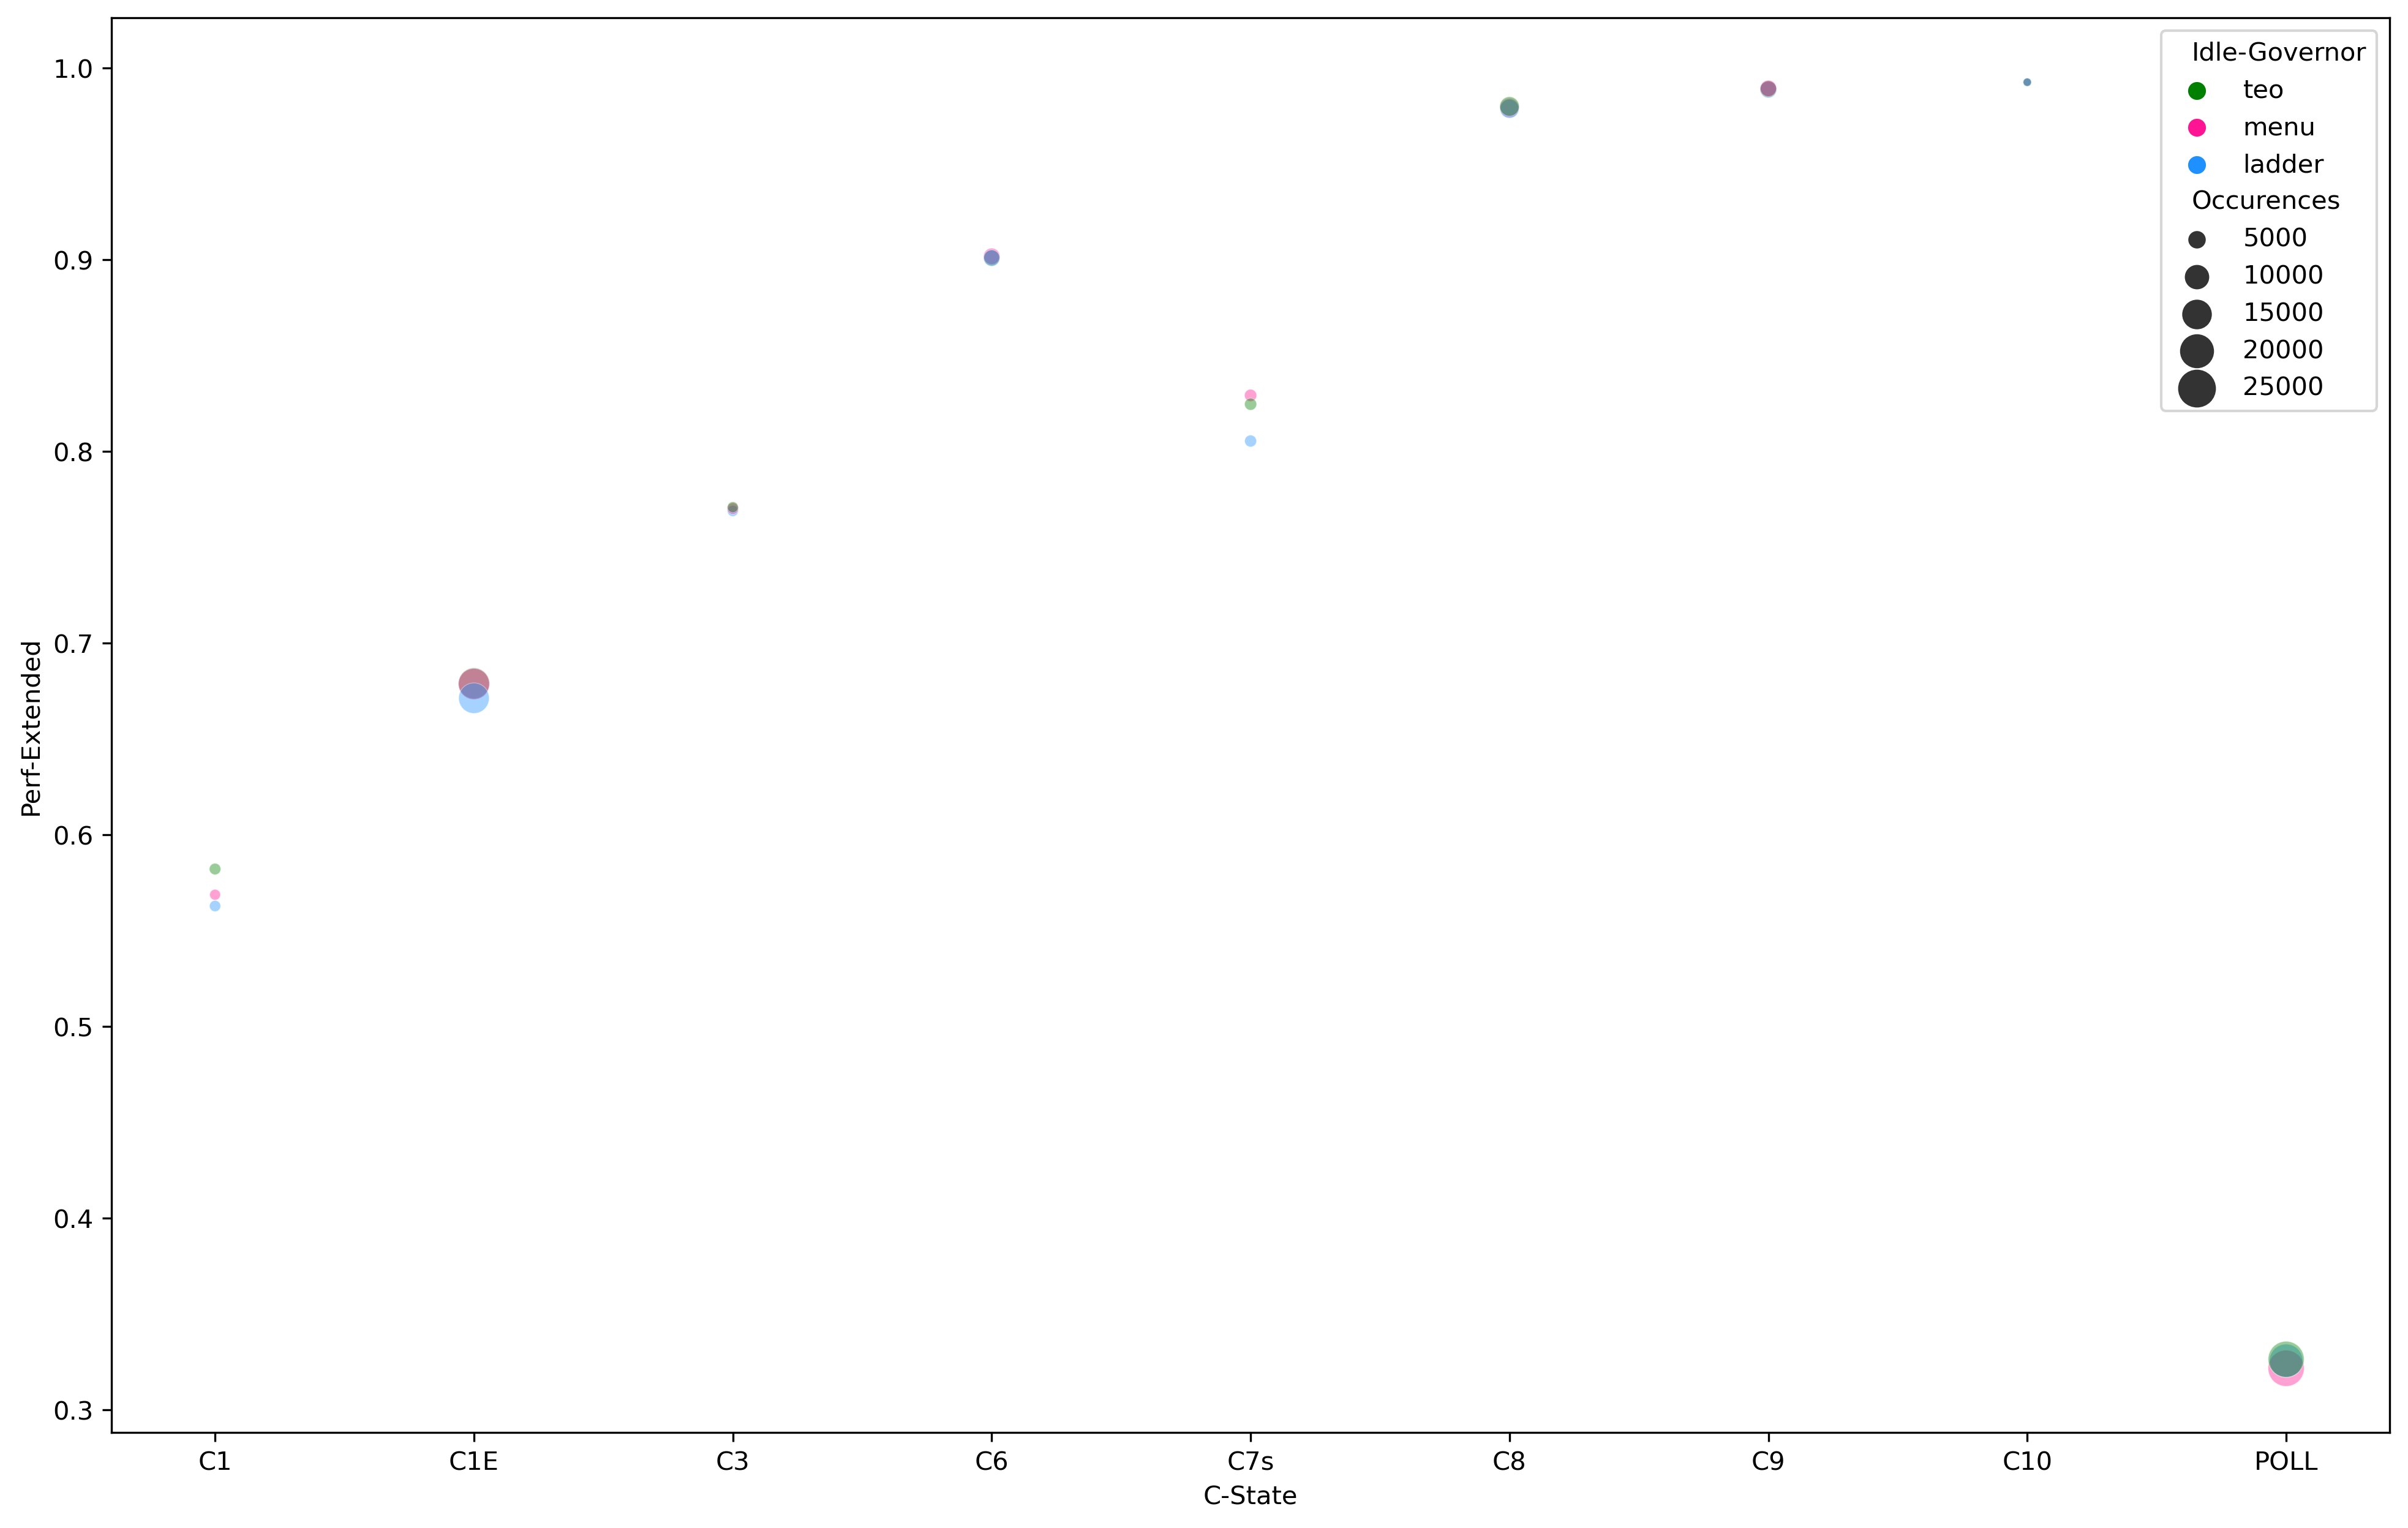 Idle-Governor
teo
menu
ladder
Occurences
5000
10000
15000
20000
25000
Perf-Extended
1.0
0.9
0.8
0.7
0.6
0.5
0.4
0.3
C1 C1E C3 C6 C7s C8 C9 C10 POLL
C-State